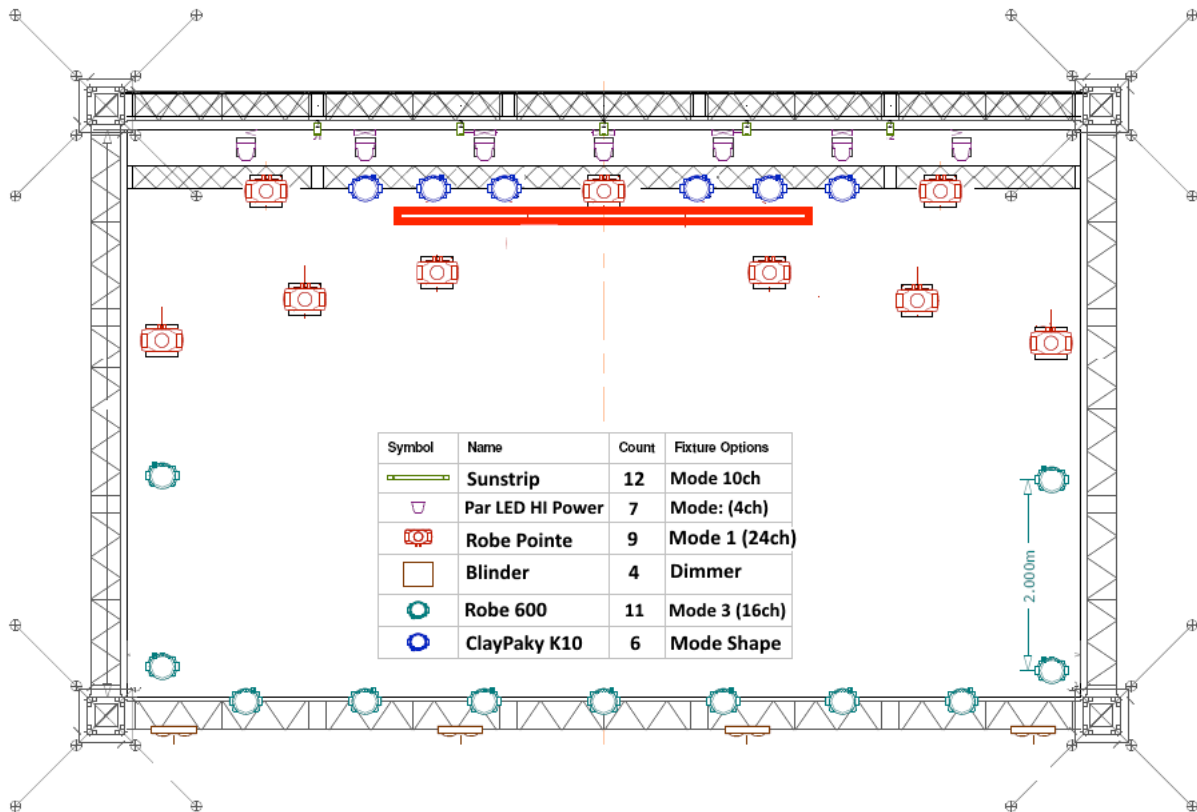 Symbol Name Count Fixture Options
Sunstrip 12 Mode 10ch
Par LED HI Power 7 Mode: (4ch)
Robe Pointe 9 Mode 1 (24ch)
Blinder 4 Dimmer
Robe 600 11 Mode 3 (16ch)
ClayPaky K10 6 Mode Shape
2.000m